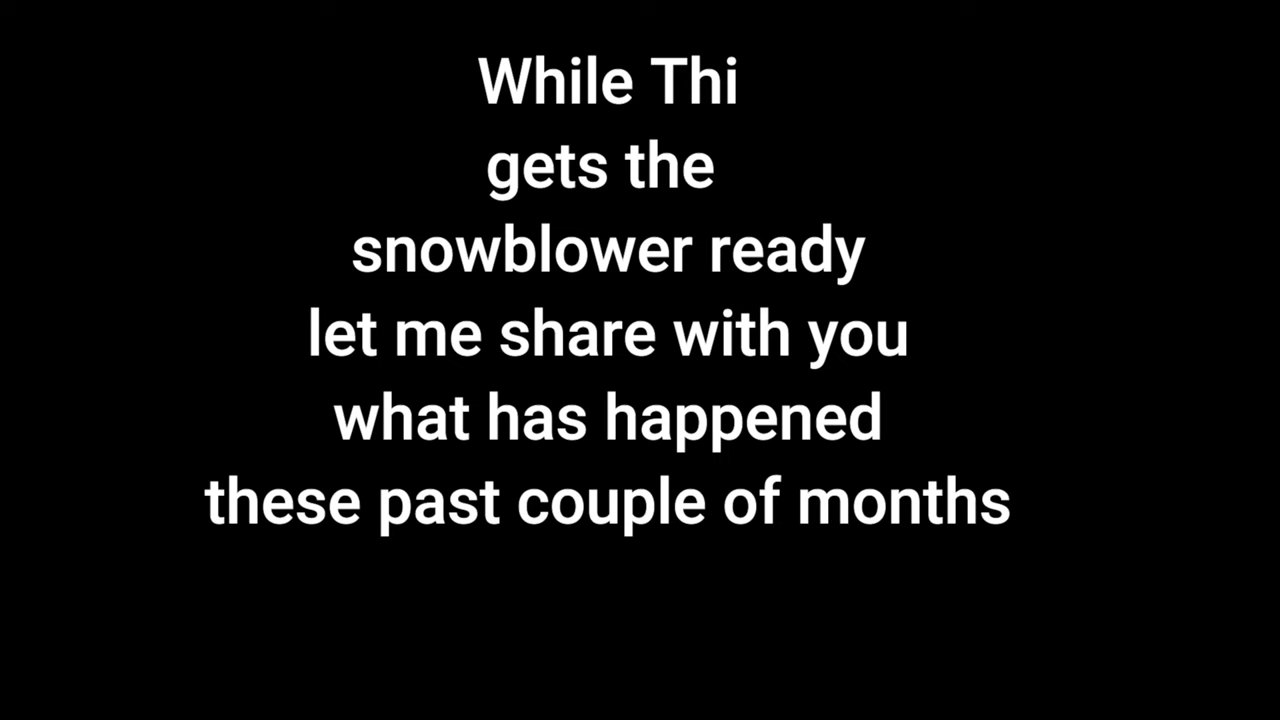 While Thi
gets the
snowblower ready
let me share with you
what has happened
these past couple of months